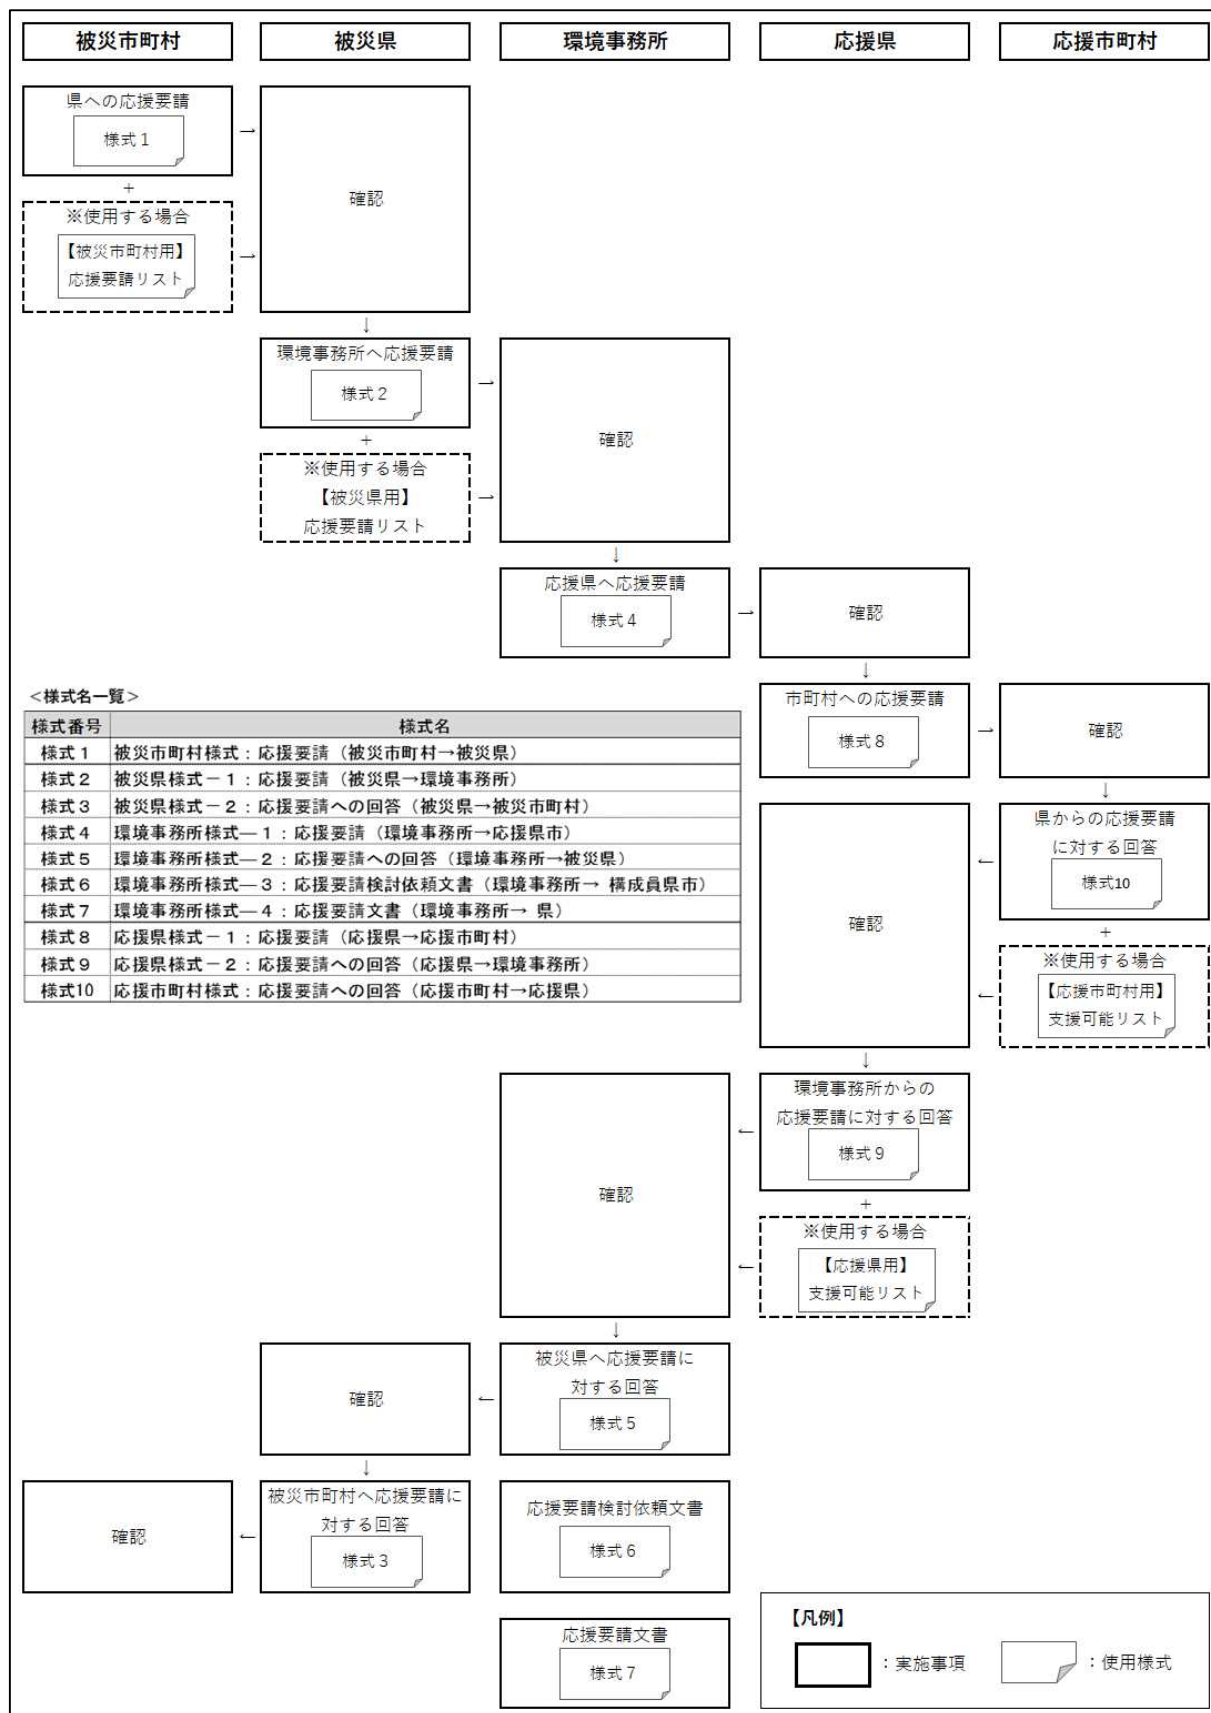 被災市町村
被災県
環境事務所
応援県
応援市町村
県への応援要請
様式1
+
※使用する場合
【被災市町村用】
応援要請リスト
→
→
確認
↓
環境事務所へ応援要請
様式2
+
※使用する場合
【被災県用】
応援要請リスト
→
→
確認
↓
応援県へ応援要請
様式4
→
確認
↓
市町村への応援要請
様式8
→
確認
↓
県からの応援要請
に対する回答
様式10
+
※使用する場合
【応援市町村用】
支援可能リスト
←
←
確認
↓
<様式名一覧>
様式番号 様式名
様式1 被災市町村様式:応援要請(被災市町村→被災県)
様式2 被災県様式-1:応援要請(被災県→環境事務所)
様式3 被災県様式-2:応援要請への回答(被災県→被災市町村)
様式4 環境事務所様式―1:応援要請(環境事務所→応援県市)
様式5 環境事務所様式―2:応援要請への回答(環境事務所→被災県)
様式6 環境事務所様式―3:応援要請検討依頼文書(環境事務所→ 構成員県市)
様式7 環境事務所様式―4:応援要請文書(環境事務所→ 県)
様式8 応援県様式-1:応援要請(応援県→応援市町村)
様式9 応援県様式-2:応援要請への回答(応援県→環境事務所)
様式10 応援市町村様式:応援要請への回答(応援市町村→応援県)
環境事務所からの
応援要請に対する回答
様式9
+
※使用する場合
【応援県用】
支援可能リスト
←
←
確認
↓
被災県へ応援要請に
対する回答
様式5
←
確認
↓
被災市町村へ応援要請に
対する回答
様式3
←
確認
応援要請検討依頼文書
様式6
応援要請文書
様式7
【凡例】
:実施事項
:使用様式